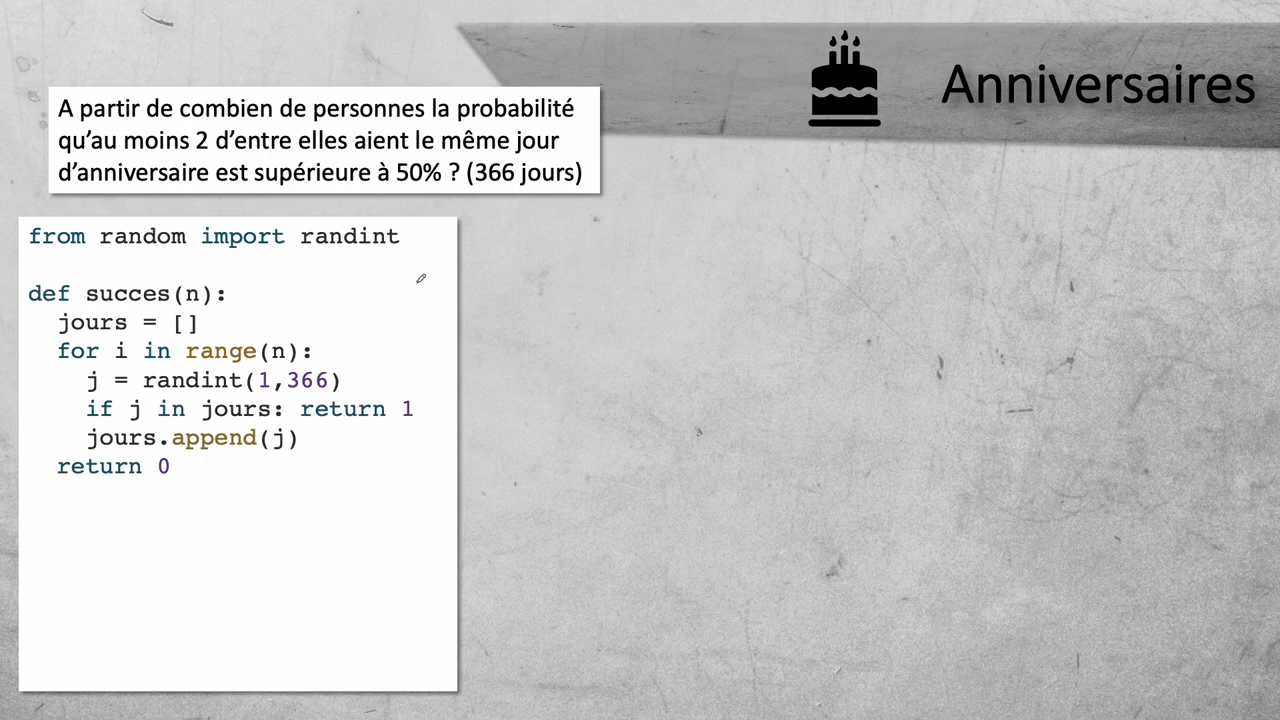 Anniversaires
A partir de combien de personnes la probabilité
qu’au moins 2 d’entre elles aient le même jour
d’anniversaire est supérieure à 50% ? (366 jours)
from random import randint
def succes(n):
  jours = []
  for i in range(n):
    j = randint(1,366)
    if j in jours: return 1
    jours.append(j)
  return 0